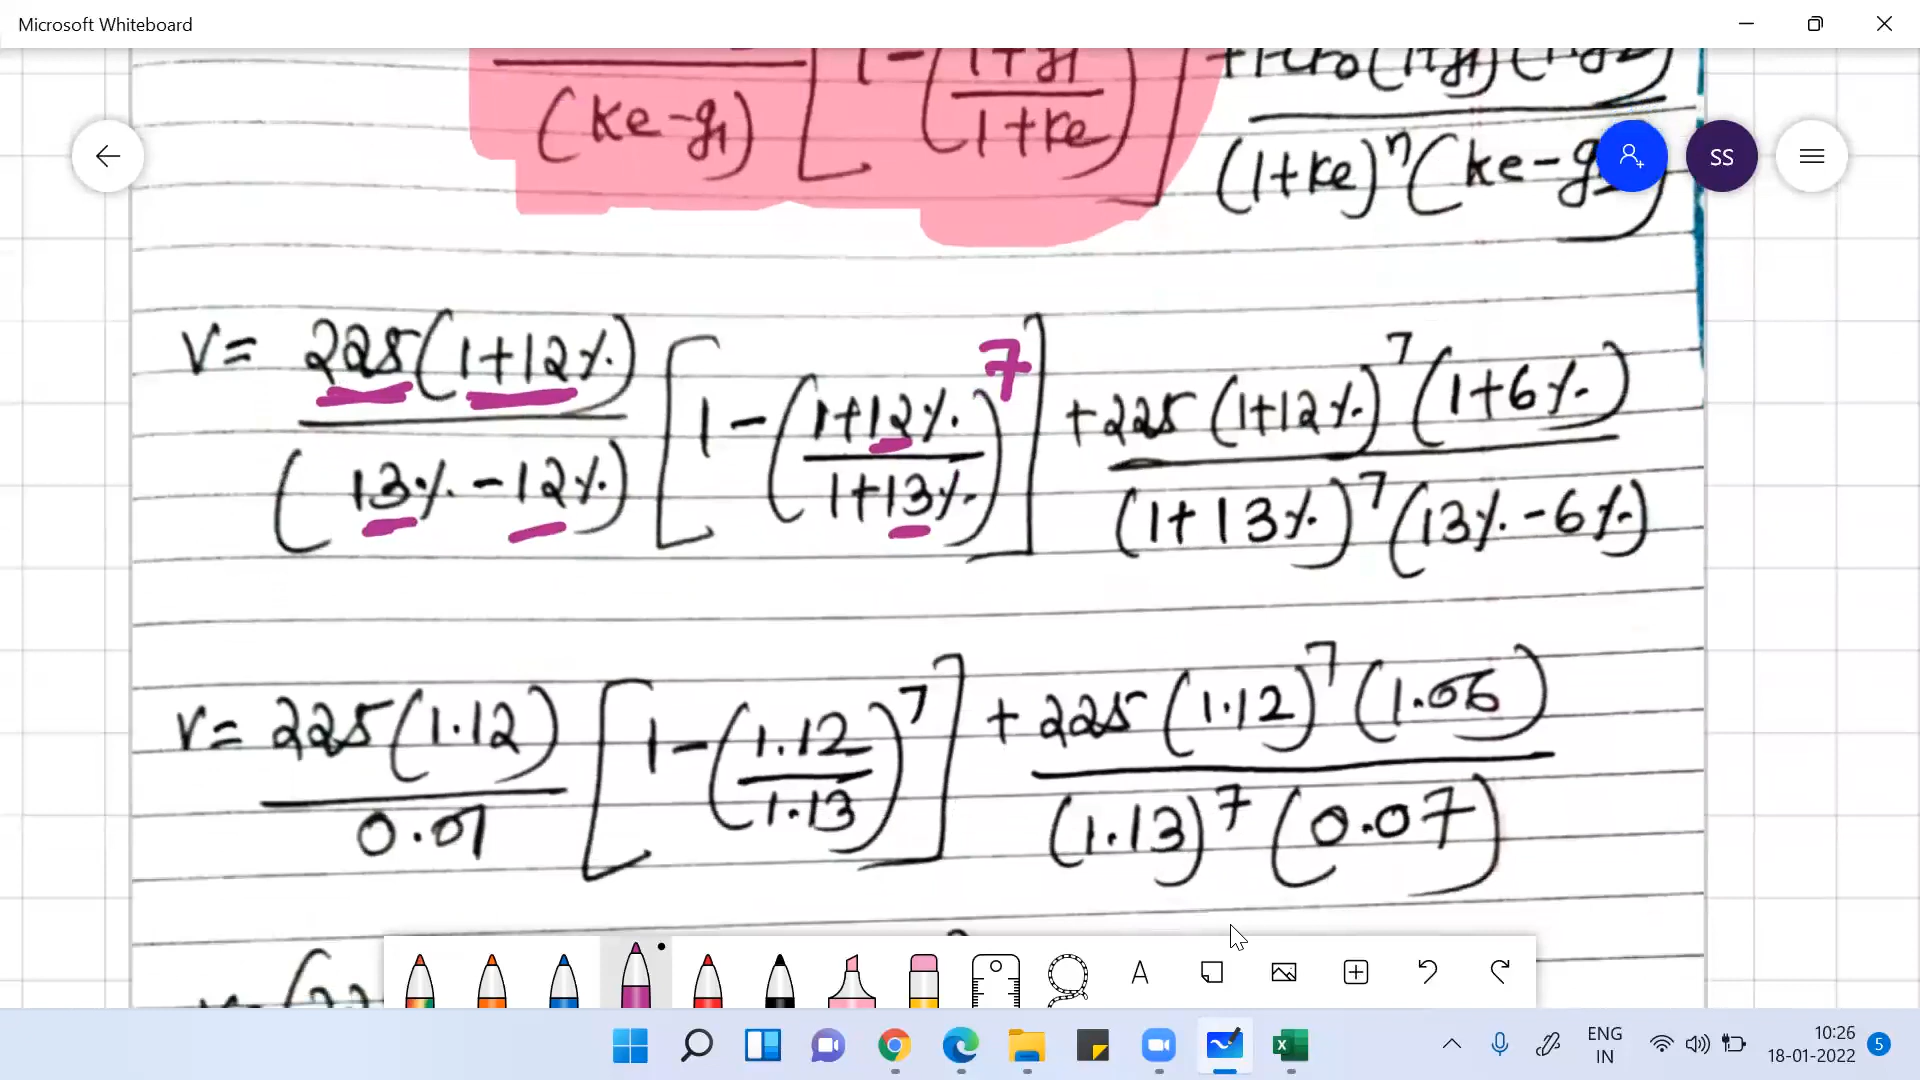 Microsoft Whiteboard
(ke-g1) [1-(1+g1/1+ke)] (1+ke)^n (ke-g
SS
V= 225(1+12%)/(13%-12%) [1-(1+12%/1+13%)^7] + 225(1+12%)^7(1+6%)/(1+13%)^7(13%-6%)
V= 225(1.12)/0.01 [1-(1.12/1.13)^7] + 225(1.12)^7(1.06)/(1.13)^7(0.07)
A
ENG
IN
10:26
18-01-2022
5